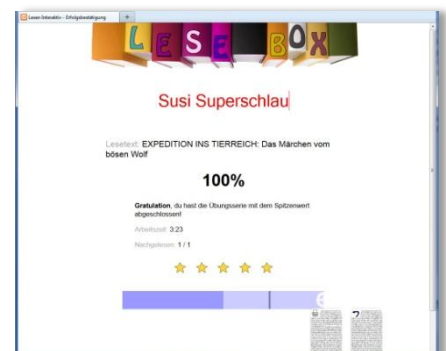 Lesen Interaktiv - Erfolgsbestätigung
LESEBOX
Susi Superschlau
Lesetext: EXPEDITION INS TIERREICH: Das Märchen vom
bösen Wolf
100%
Gratulation, du hast die Übungsserie mit dem Spitzenwert
abgeschlossen!
Arbeitszeit: 3:23
Nachgelesen: 1 / 1